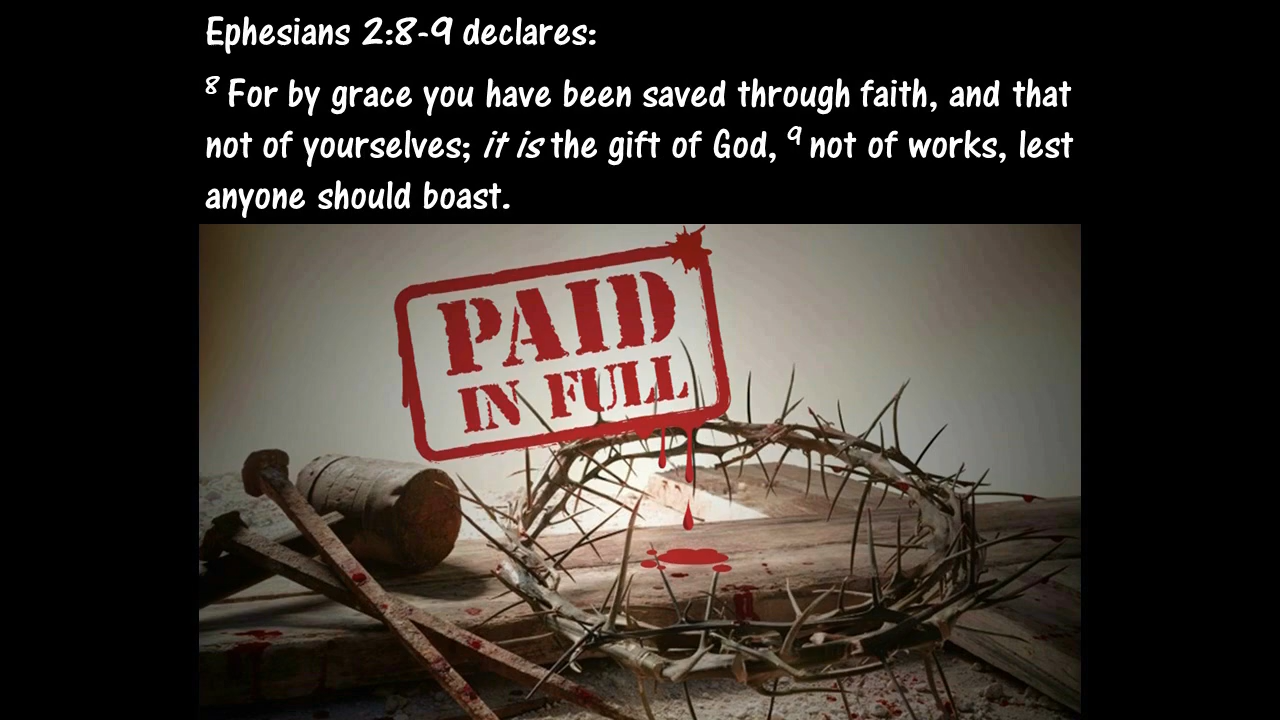 Ephesians 2:8-9 declares:
8 For by grace you have been saved through faith, and that
not of yourselves; it is the gift of God, 9 not of works, lest
anyone should boast.
PAID
IN FULL